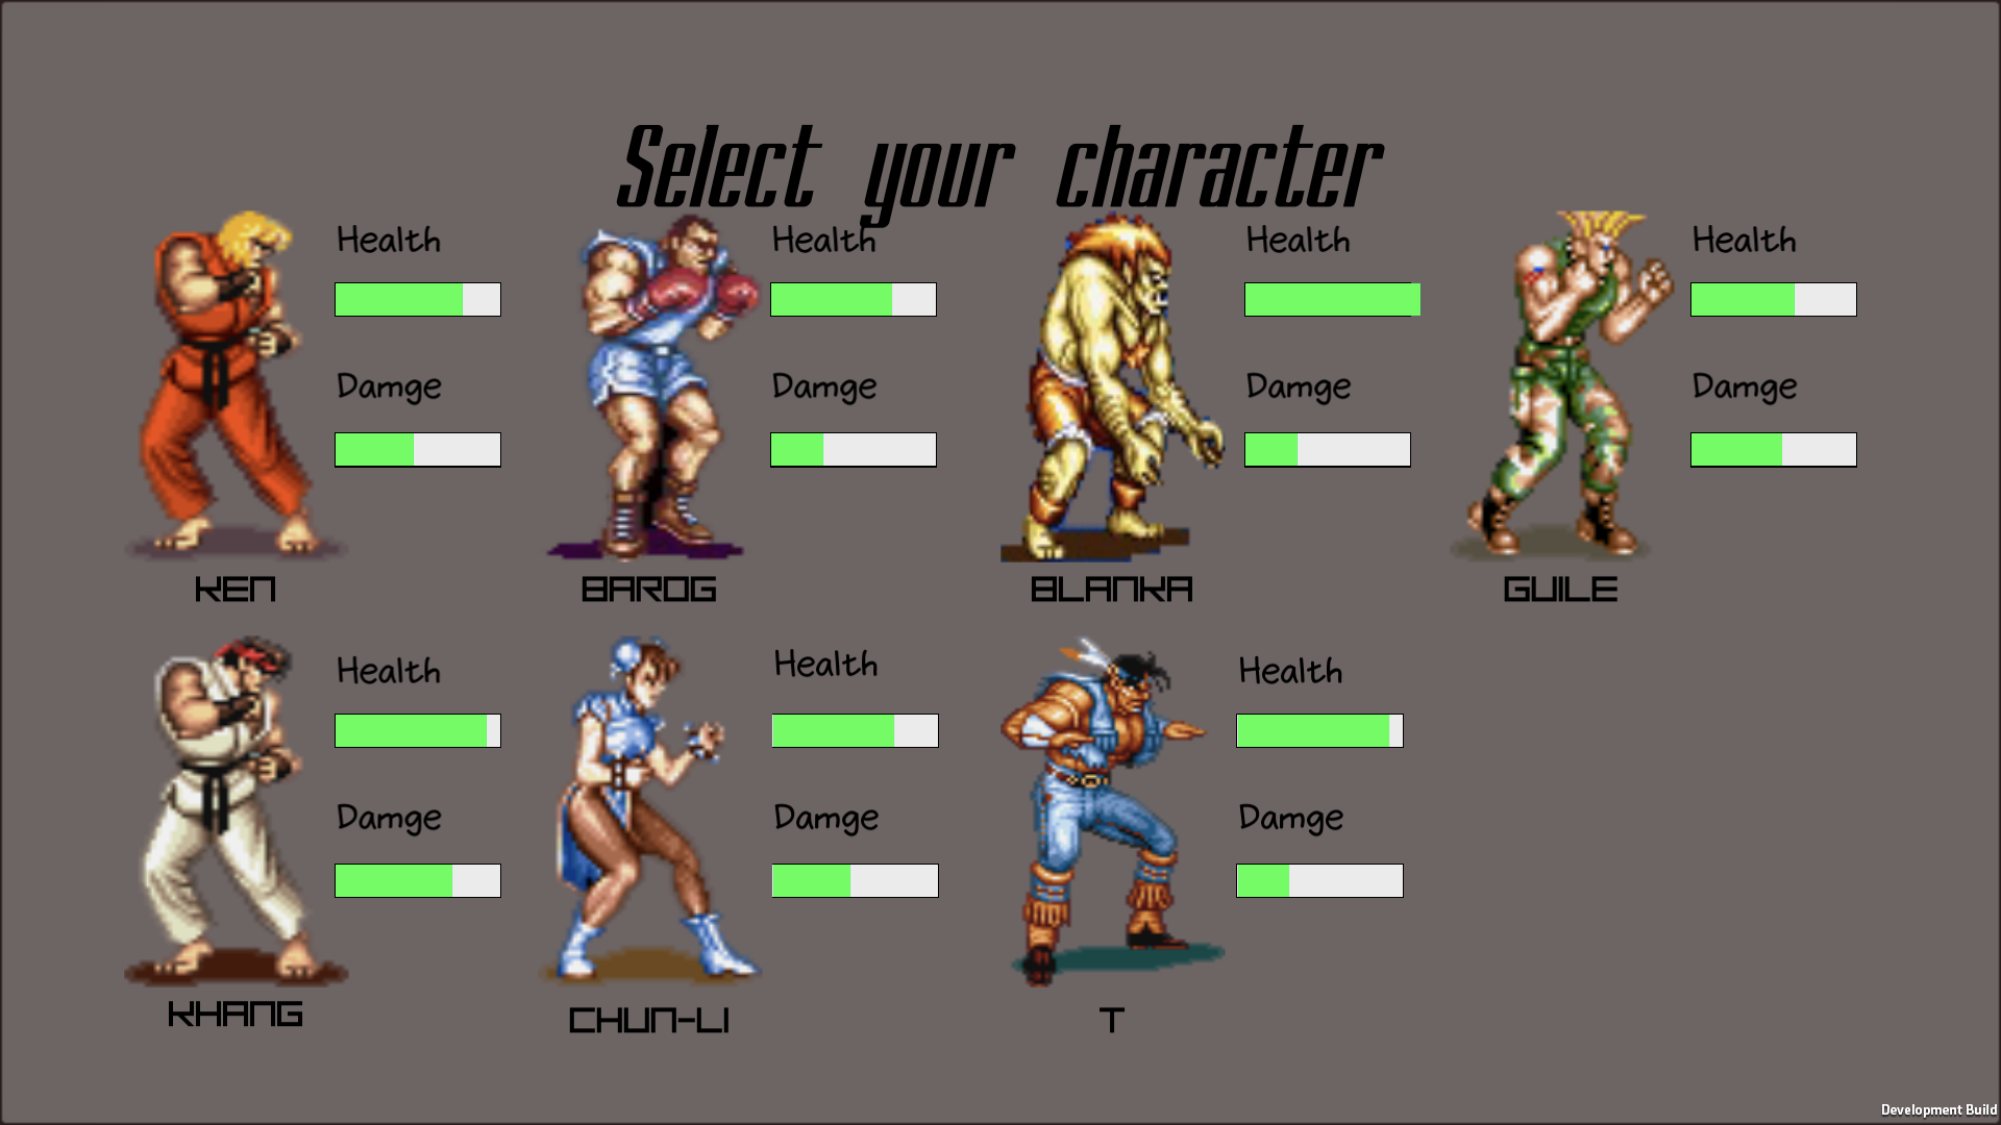 Select your character
Health
Health
Health
Health
Damge
Damge
Damge
Damge
KEN
BAROG
BLANKA
GUILE
Health
Health
Health
Damge
Damge
Damge
KHANG
CHUN-LI
T
Development Build